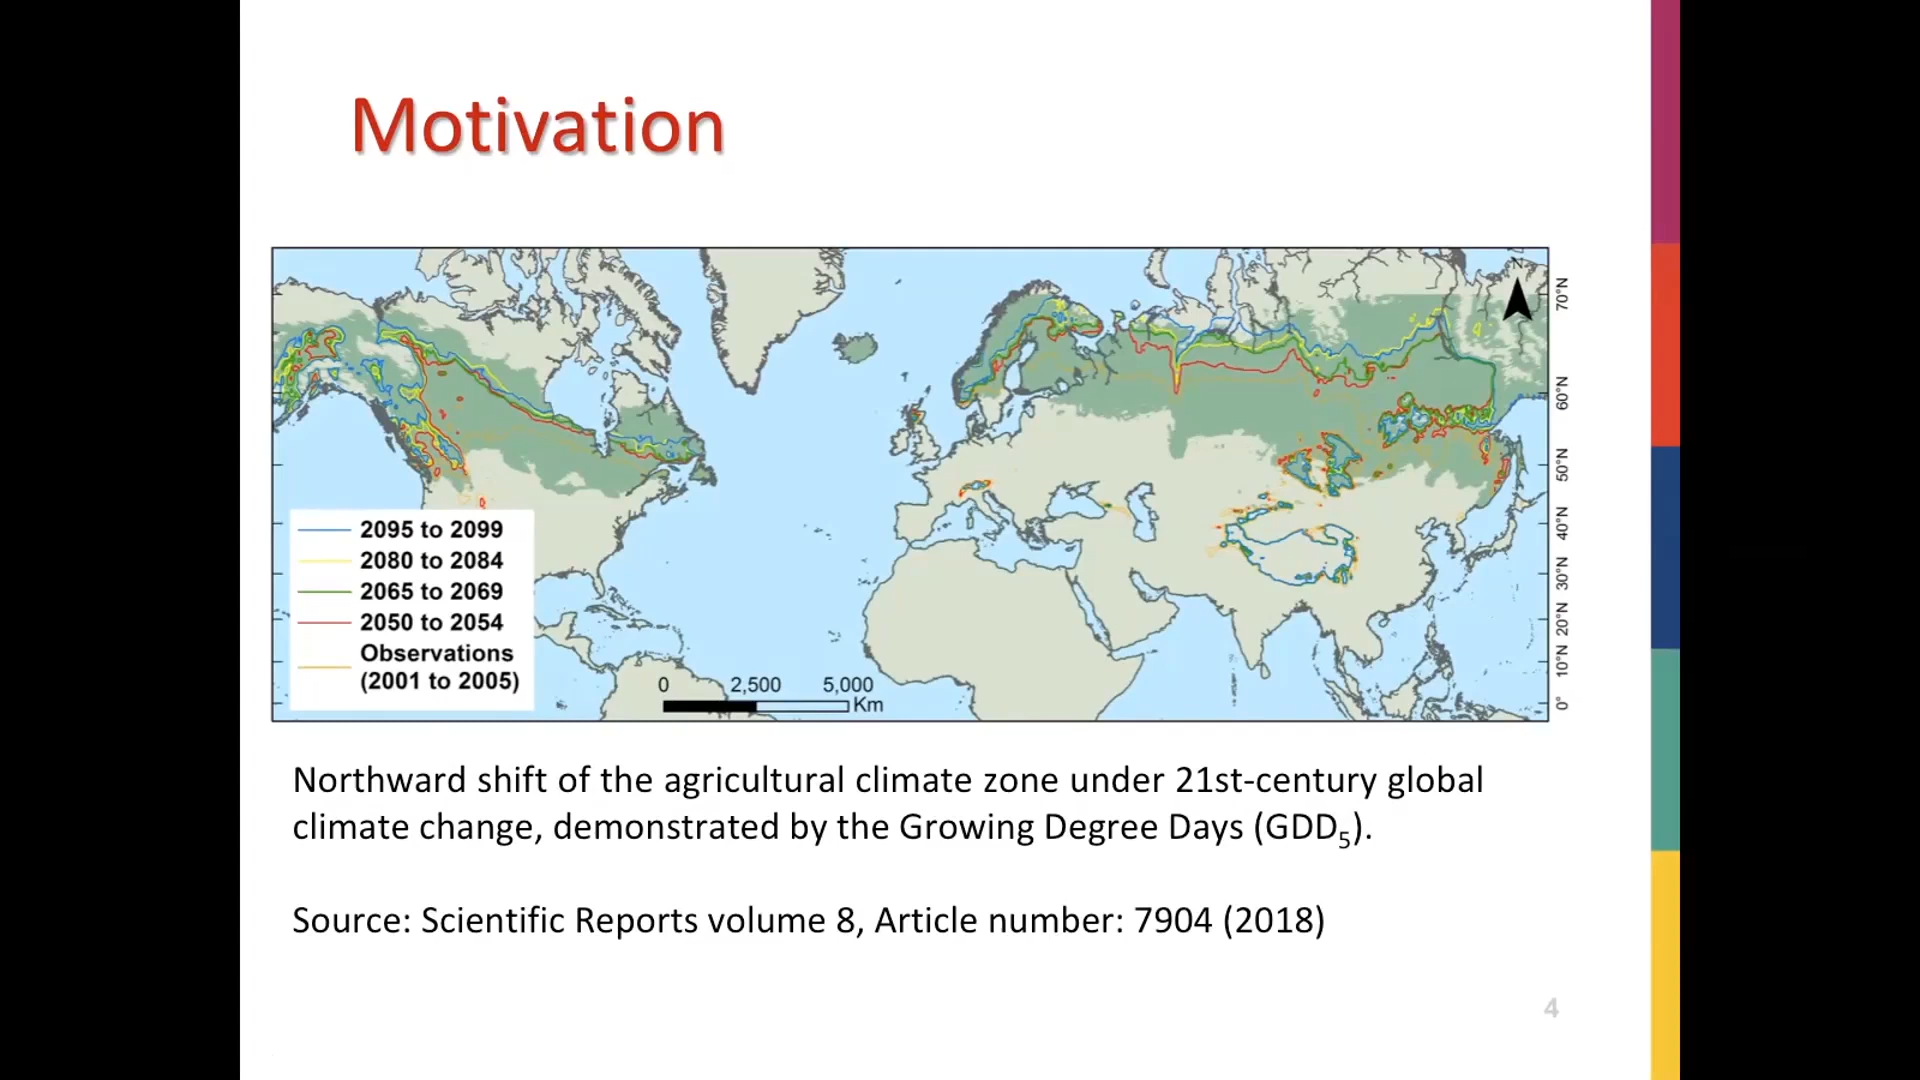 Motivation
N
70°N
60°N
50°N
40°N
30°N
20°N
10°N
0°
2095 to 2099
2080 to 2084
2065 to 2069
2050 to 2054
Observations
(2001 to 2005)
0 2,500 5,000
Km
Northward shift of the agricultural climate zone under 21st-century global
climate change, demonstrated by the Growing Degree Days (GDD₅).
Source: Scientific Reports volume 8, Article number: 7904 (2018)
4